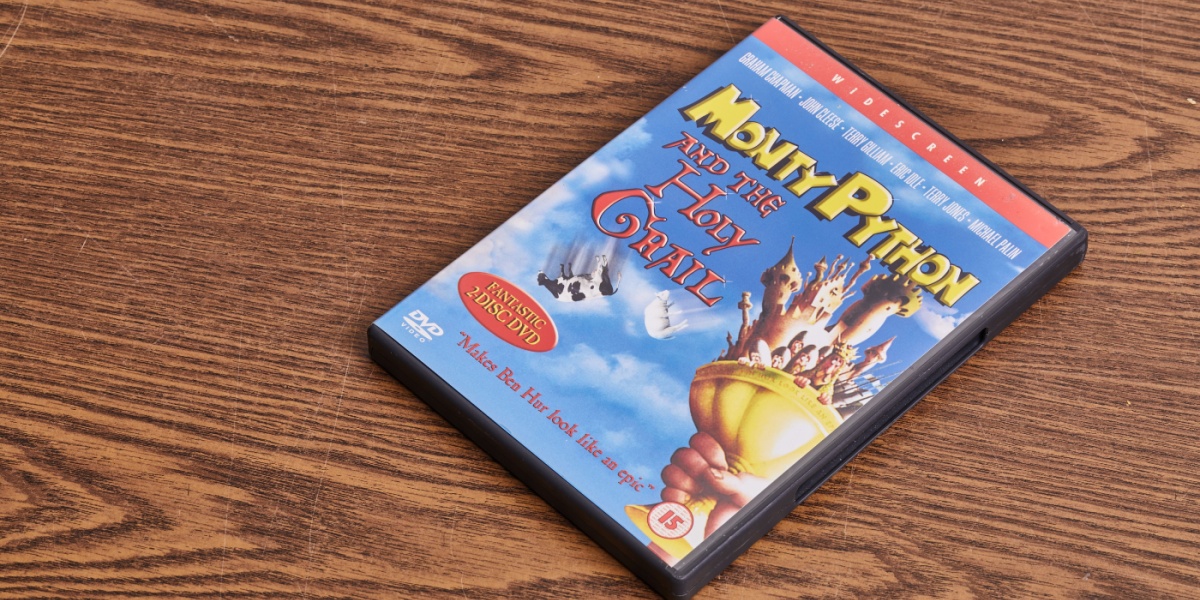 WIDESCREEN
GRAHAM CHAPMAN • JOHN CLEESE • TERRY GILLIAM • ERIC IDLE • TERRY JONES • MICHAEL PALIN
MONTY PYTHON
AND THE
HOLY
GRAIL
FANTASTIC
2 DISC DVD
DVD
VIDEO
"Makes Ben Hur look like an epic"
15